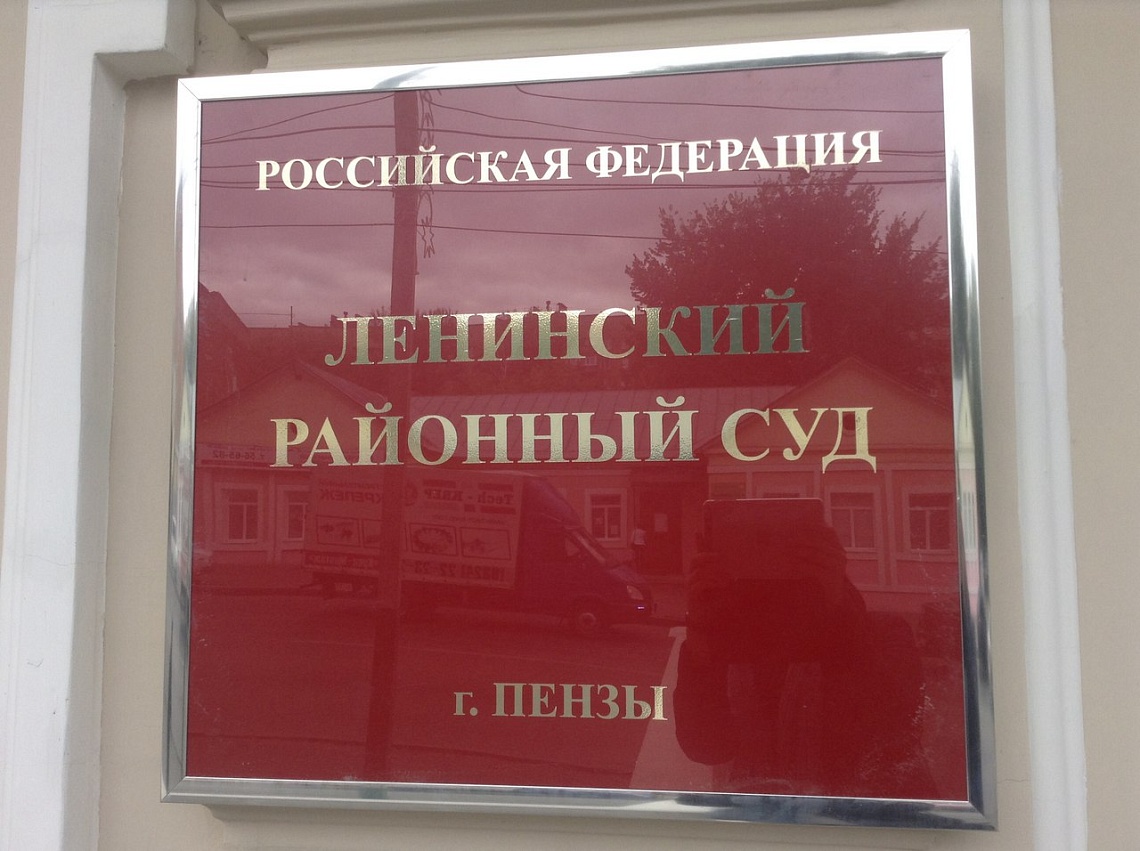 РОССИЙСКАЯ ФЕДЕРАЦИЯ
ЛЕНИНСКИЙ
РАЙОННЫЙ СУД
г. ПЕНЗЫ